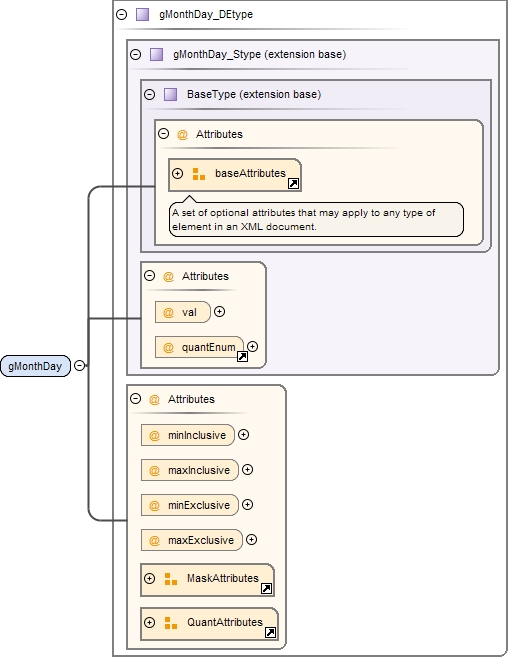 gMonthDay_DEtype
gMonthDay_Stype (extension base)
BaseType (extension base)
@ Attributes
baseAttributes
A set of optional attributes that may apply to any type of
element in an XML document.
@ Attributes
@ val
@ quantEnum
gMonthDay
@ Attributes
@ minInclusive
@ maxInclusive
@ minExclusive
@ maxExclusive
MaskAttributes
QuantAttributes